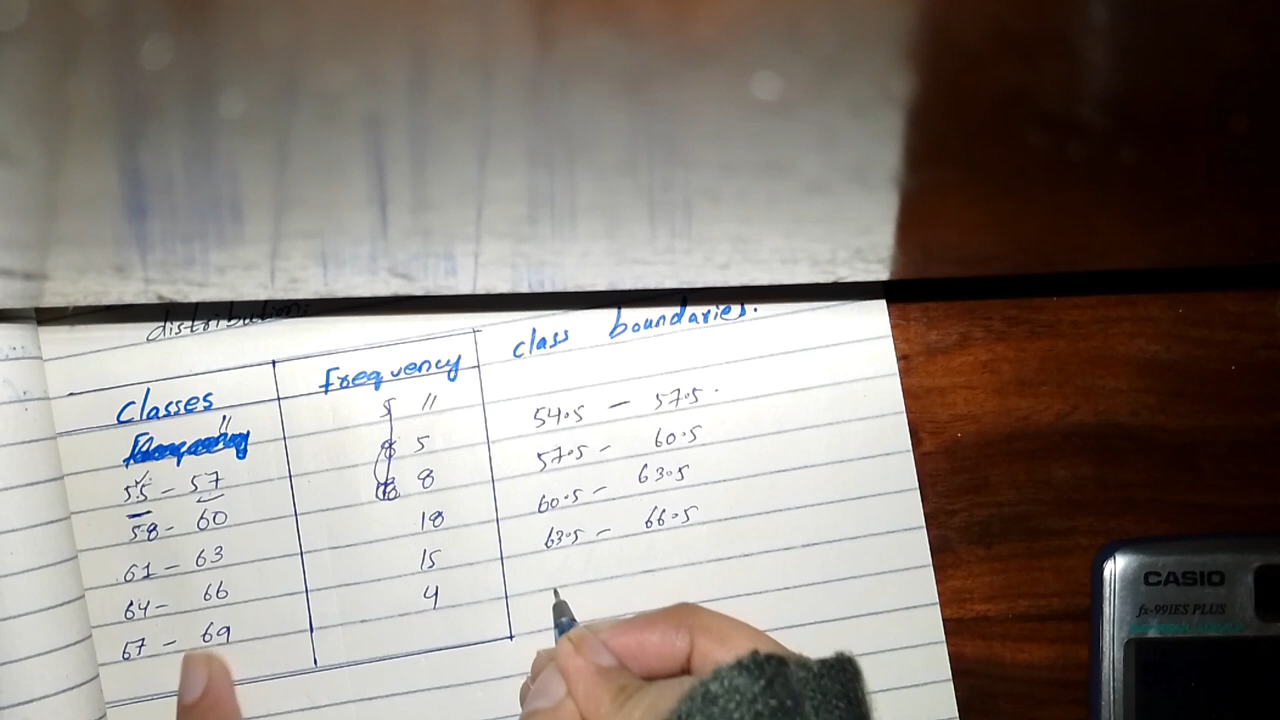 distribution:
Classes Frequency class boundaries.
" 5 " 54.5 - 57.5.
55 - 57 5 57.5 - 60.5
58 - 60 8 60.5 - 63.5
61 - 63 18 63.5 - 66.5
64 - 66 15
67 - 69 4
CASIO
fx-991ES PLUS